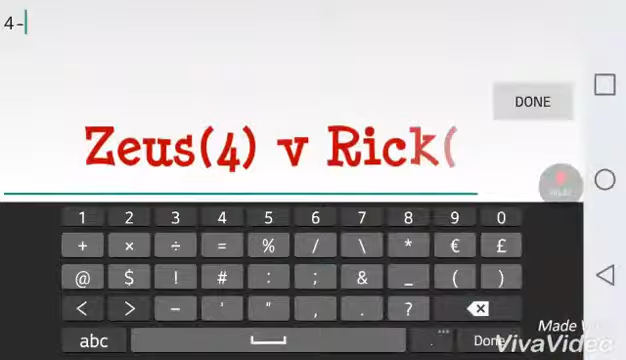 4-
DONE
Zeus(4) v Rick(
1 2 3 4 5 6 7 8 9 0
+ × ÷ = % / \ * € £
@ $ ! # : ; & _ ( )
< > - ' " , . ?
abc . ... Done
Made
VivaVideo